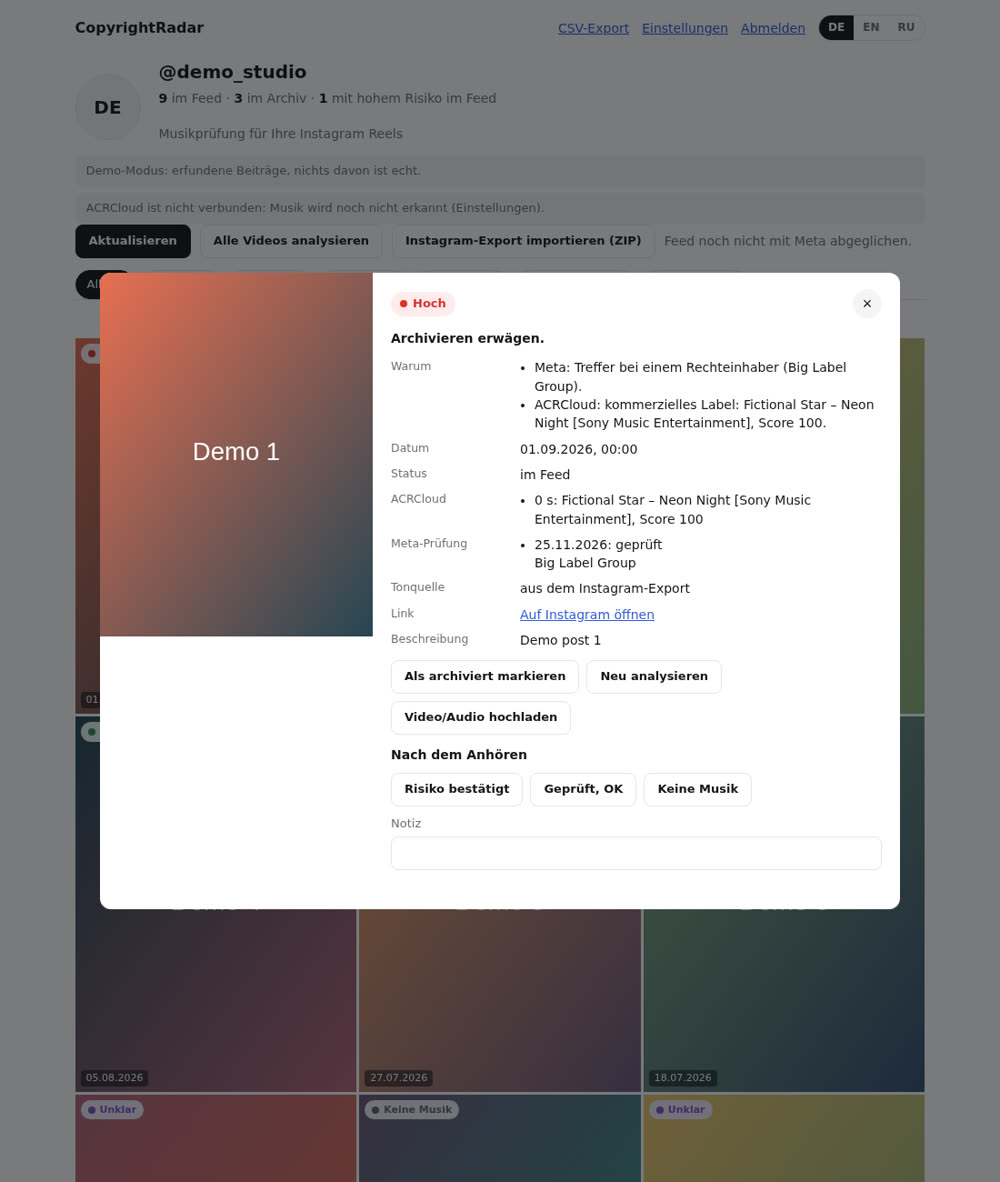 CopyrightRadar
CSV-Export Einstellungen Abmelden DE EN RU
DE
@demo_studio
9 im Feed · 3 im Archiv · 1 mit hohem Risiko im Feed
Musikprüfung für Ihre Instagram Reels
Demo-Modus: erfundene Beiträge, nichts davon ist echt.
ACRCloud ist nicht verbunden: Musik wird noch nicht erkannt (Einstellungen).
Aktualisieren Alle Videos analysieren Instagram-Export importieren (ZIP) Feed noch nicht mit Meta abgeglichen.
Demo 1
Hoch ×
Archivieren erwägen.
Warum
• Meta: Treffer bei einem Rechteinhaber (Big Label
Group).
• ACRCloud: kommerzielles Label: Fictional Star – Neon
Night [Sony Music Entertainment], Score 100.
Datum 01.09.2026, 00:00
Status im Feed
ACRCloud • 0 s: Fictional Star – Neon Night [Sony Music
Entertainment], Score 100
Meta-Prüfung • 25.11.2026: geprüft
Big Label Group
Tonquelle aus dem Instagram-Export
Link Auf Instagram öffnen
Beschreibung Demo post 1
Als archiviert markieren Neu analysieren
Video/Audio hochladen
Nach dem Anhören
Risiko bestätigt Geprüft, OK Keine Musik
Notiz
05.08.2026 27.07.2026 18.07.2026
Unklar Keine Musik Unklar